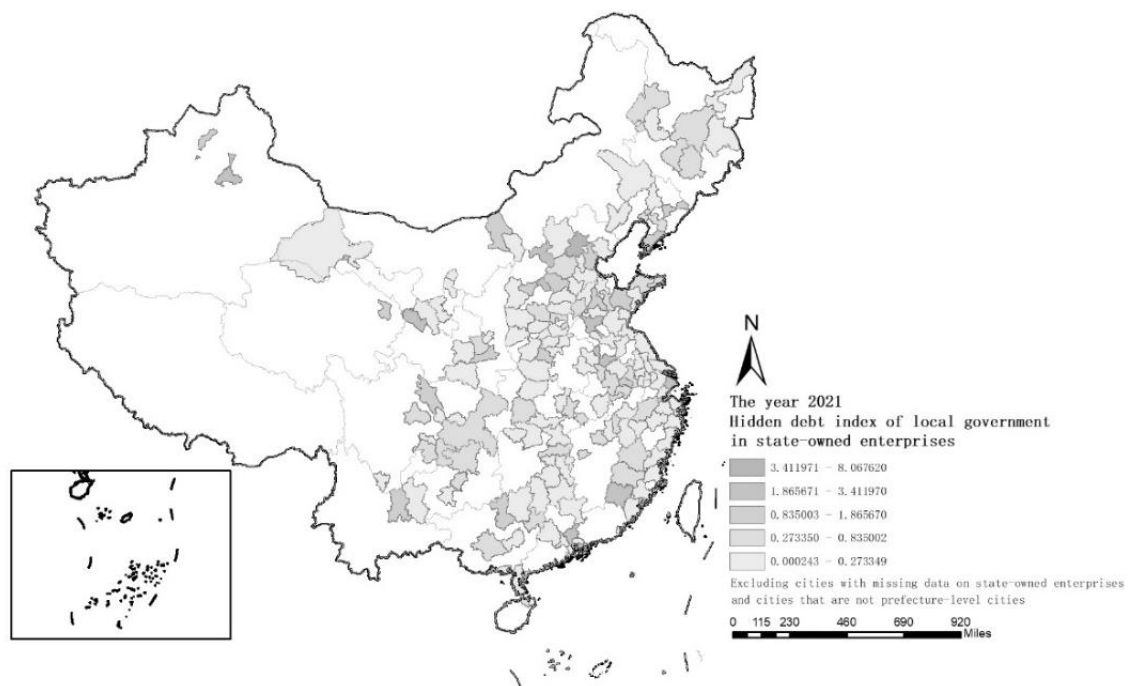 N
The year 2021
Hidden debt index of local government
in state-owned enterprises
3.411971 - 8.067620
1.865671 - 3.411970
0.835003 - 1.865670
0.273350 - 0.835002
0.000243 - 0.273349
Excluding cities with missing data on state-owned enterprises
and cities that are not prefecture-level cities
0 115 230 460 690 920
Miles